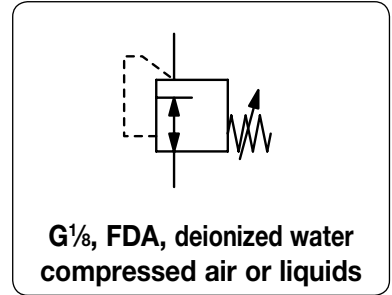 G⅛, FDA, deionized water
compressed air or liquids